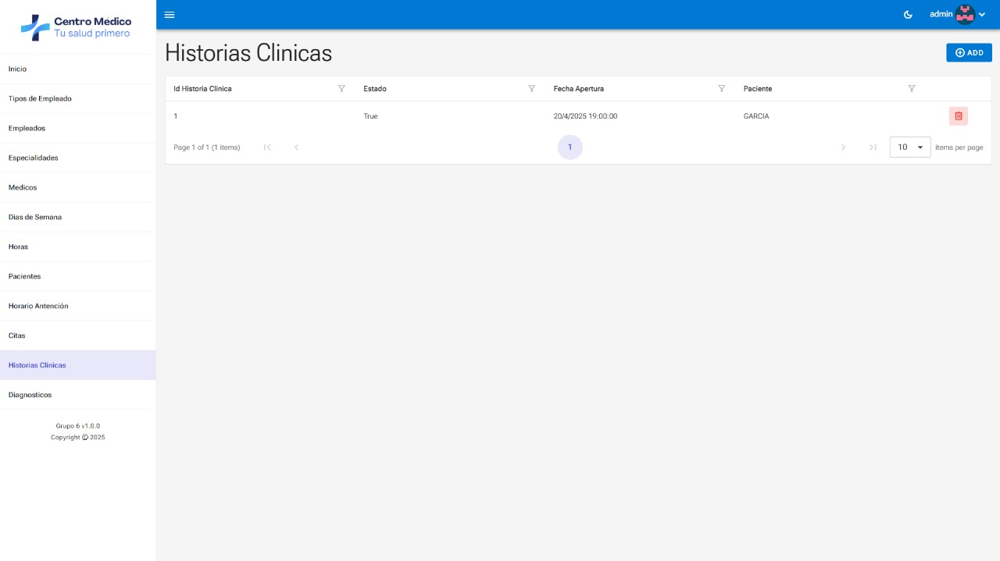 Centro Médico
Tu salud primero
admin
Historias Clinicas
ADD
Inicio
Tipos de Empleado
Empleados
Especialidades
Medicos
Dias de Semana
Horas
Pacientes
Horario Antención
Citas
Historias Clinicas
Diagnosticos
Grupo 6 v1.0.0
Copyright © 2025
Id Historia Clinica Estado Fecha Apertura Paciente
1 True 20/4/2025 19:00:00 GARCIA
Page 1 of 1 (1 items) 1 10 items per page